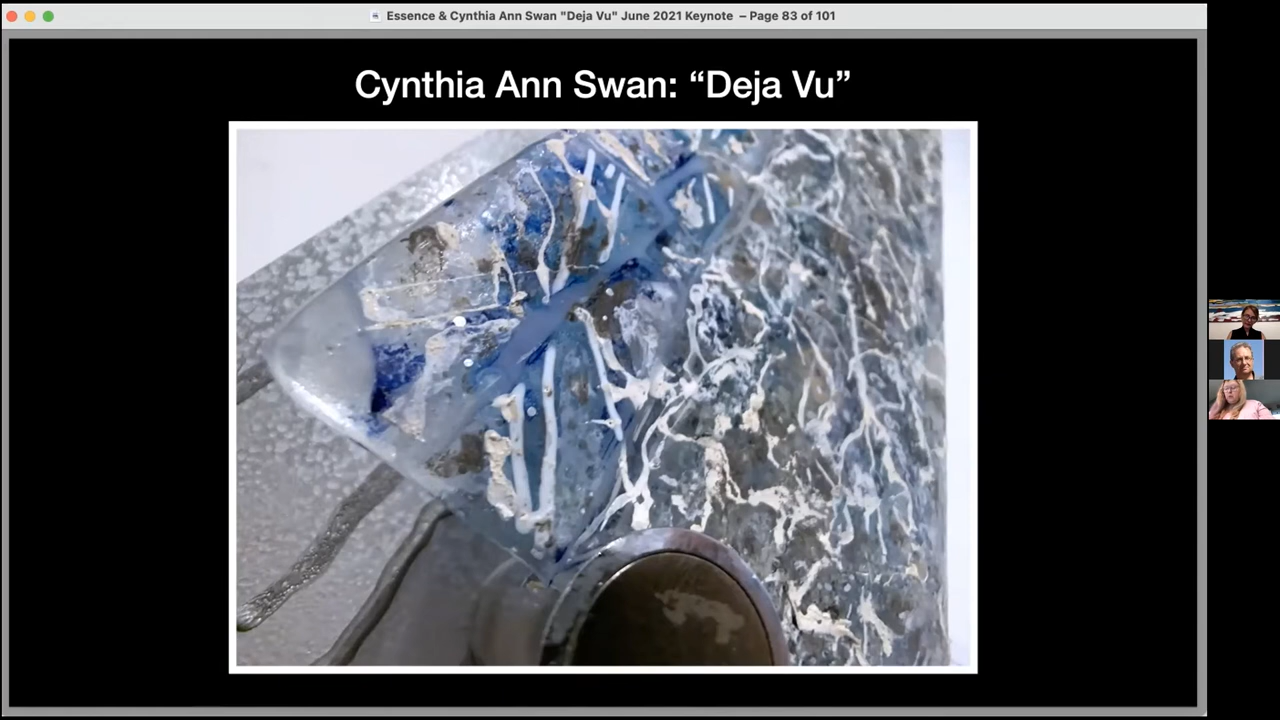 Essence & Cynthia Ann Swan "Deja Vu" June 2021 Keynote – Page 83 of 101
Cynthia Ann Swan: “Deja Vu”